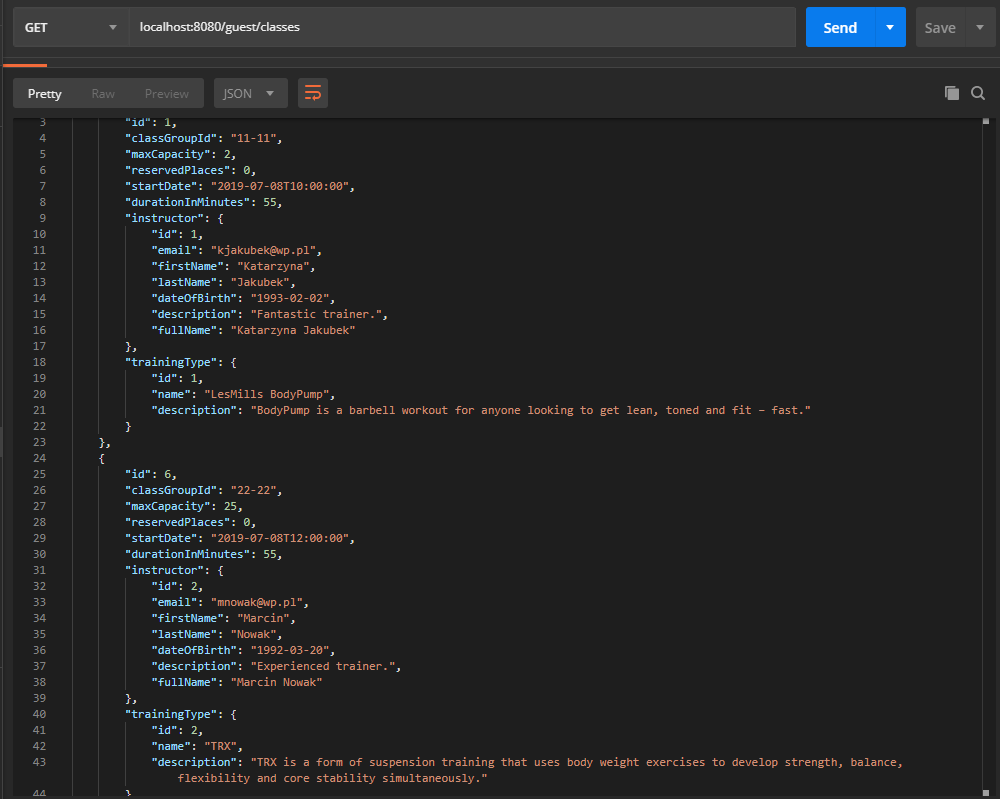 GET localhost:8080/guest/classes Send Save
Pretty Raw Preview JSON
3 "id": 1,
4 "classGroupId": "11-11",
5 "maxCapacity": 2,
6 "reservedPlaces": 0,
7 "startDate": "2019-07-08T10:00:00",
8 "durationInMinutes": 55,
9 "instructor": {
10 "id": 1,
11 "email": "kjakubek@wp.pl",
12 "firstName": "Katarzyna",
13 "lastName": "Jakubek",
14 "dateOfBirth": "1993-02-02",
15 "description": "Fantastic trainer.",
16 "fullName": "Katarzyna Jakubek"
17 },
18 "trainingType": {
19 "id": 1,
20 "name": "LesMills BodyPump",
21 "description": "BodyPump is a barbell workout for anyone looking to get lean, toned and fit – fast."
22 }
23 },
24 {
25 "id": 6,
26 "classGroupId": "22-22",
27 "maxCapacity": 25,
28 "reservedPlaces": 0,
29 "startDate": "2019-07-08T12:00:00",
30 "durationInMinutes": 55,
31 "instructor": {
32 "id": 2,
33 "email": "mnowak@wp.pl",
34 "firstName": "Marcin",
35 "lastName": "Nowak",
36 "dateOfBirth": "1992-03-20",
37 "description": "Experienced trainer.",
38 "fullName": "Marcin Nowak"
39 },
40 "trainingType": {
41 "id": 2,
42 "name": "TRX",
43 "description": "TRX is a form of suspension training that uses body weight exercises to develop strength, balance,
flexibility and core stability simultaneously."
44 }